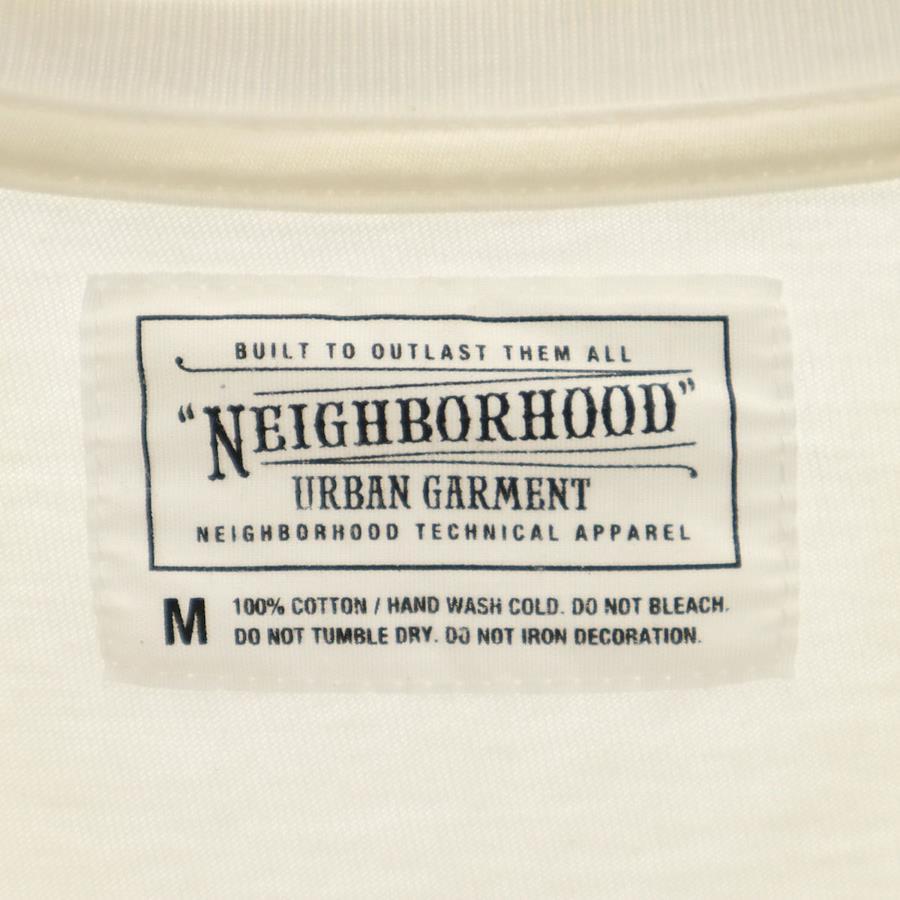 BUILT TO OUTLAST THEM ALL
“NEIGHBORHOOD”
URBAN GARMENT
NEIGHBORHOOD TECHNICAL APPAREL
M 100% COTTON / HAND WASH COLD. DO NOT BLEACH.
DO NOT TUMBLE DRY. DO NOT IRON DECORATION.